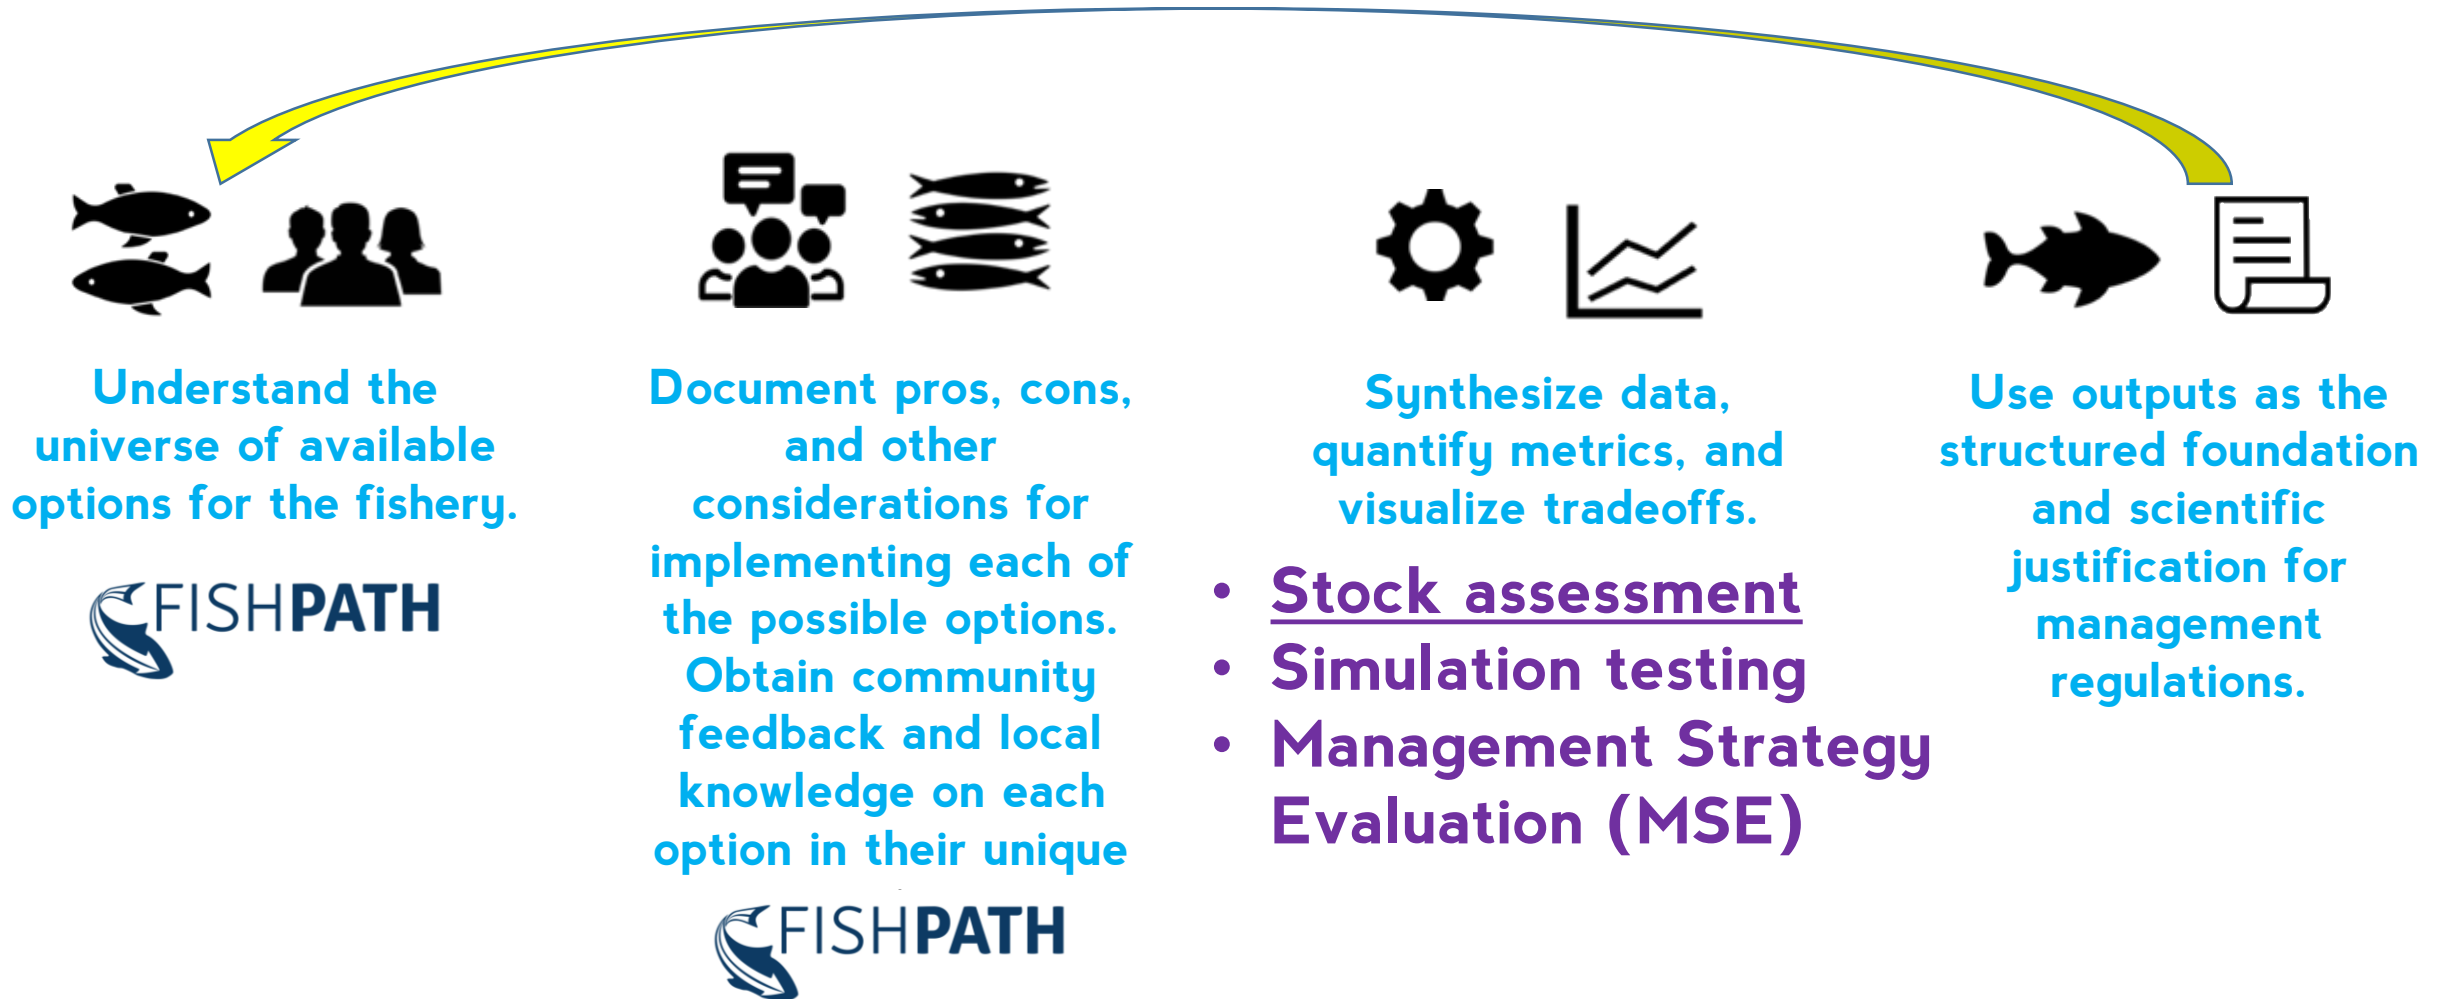 Understand the
universe of available
options for the fishery.
FISHPATH
Document pros, cons,
and other
considerations for
implementing each of
the possible options.
Obtain community
feedback and local
knowledge on each
option in their unique
FISHPATH
Synthesize data,
quantify metrics, and
visualize tradeoffs.
• Stock assessment
• Simulation testing
• Management Strategy
Evaluation (MSE)
Use outputs as the
structured foundation
and scientific
justification for
management
regulations.